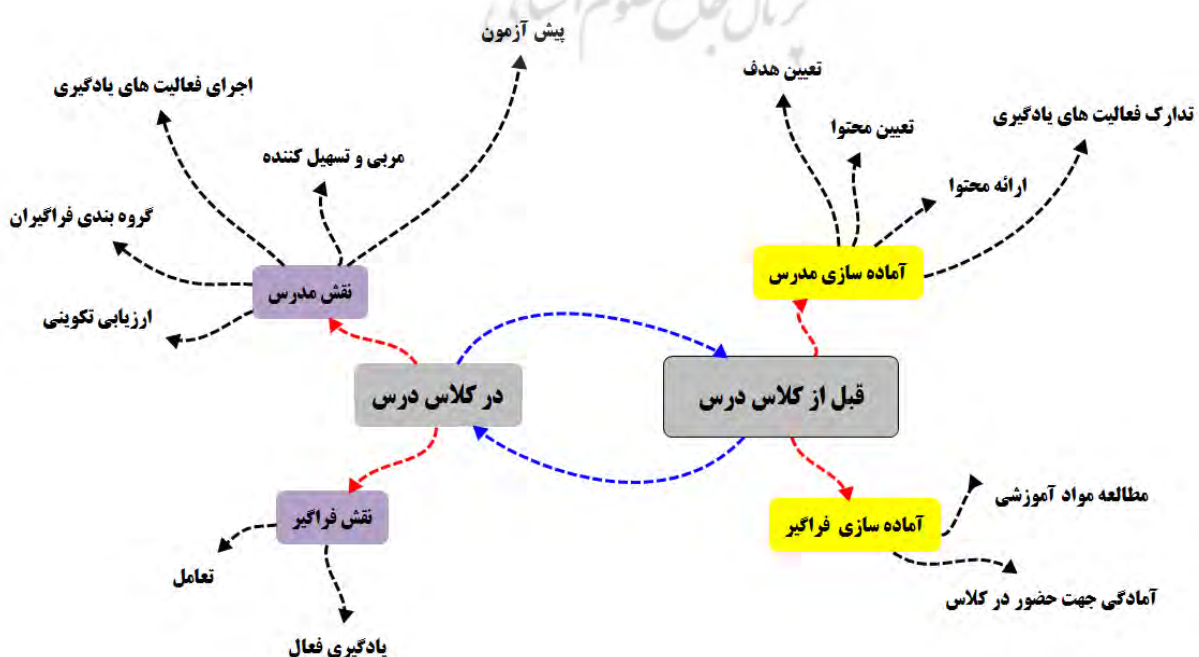 پیش آزمون
تعیین هدف
اجرای فعالیت های یادگیری
تدارک فعالیت های یادگیری
تعیین محتوا
مربی و تسهیل کننده
ارائه محتوا
گروه بندی فراگیران
آماده سازی مدرس
نقش مدرس
ارزیابی تکوینی
قبل از کلاس درس
در کلاس درس
مطالعه مواد آموزشی
آماده سازی فراگیر
نقش فراگیر
تعامل
آمادگی جهت حضور در کلاس
یادگیری فعال